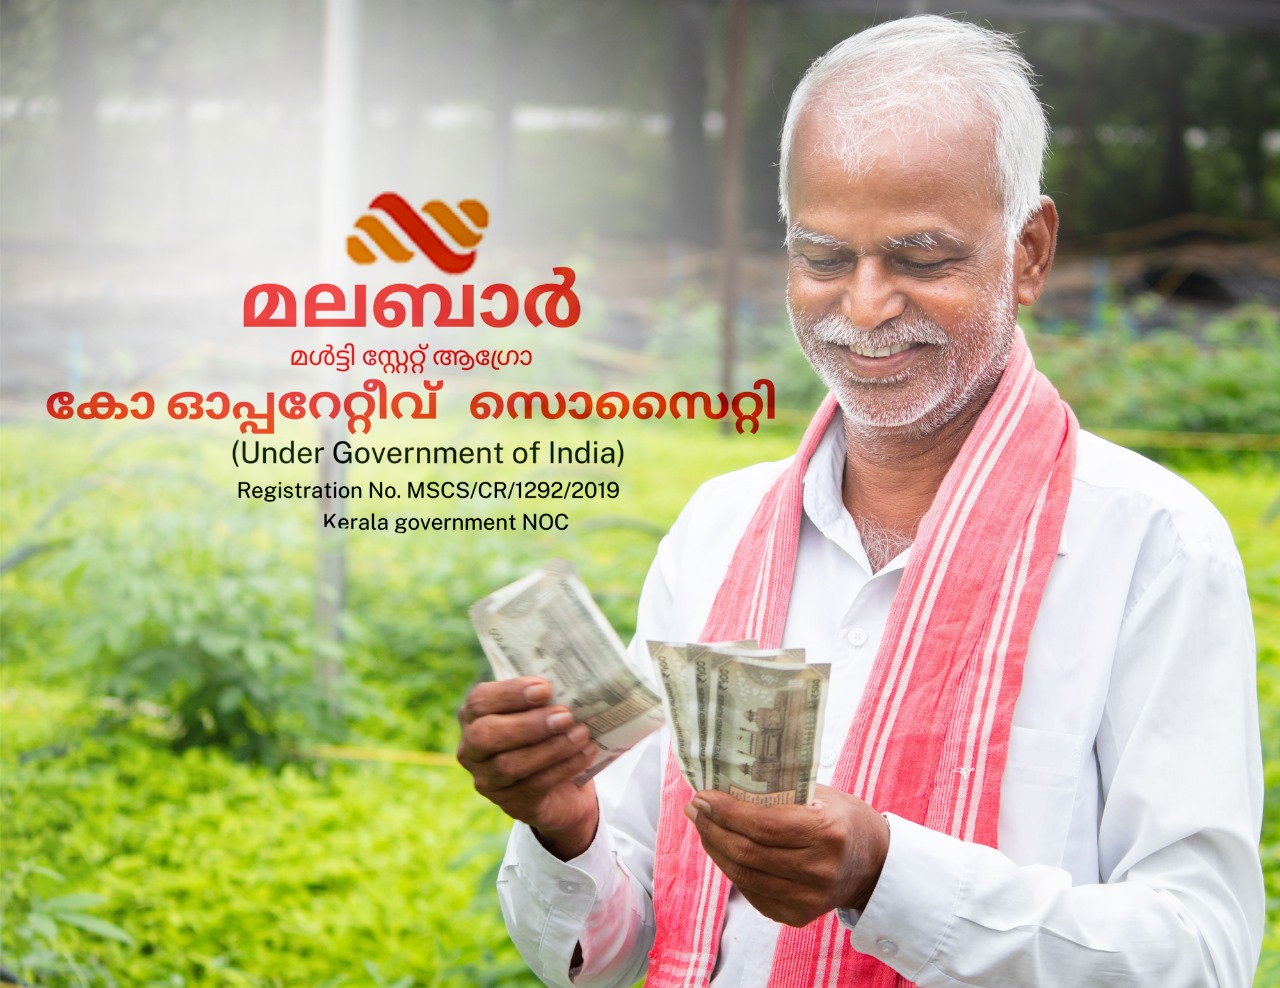 മലബാർ
മൾട്ടി സ്റ്റേറ്റ് ആഗ്രോ
കോ ഓപ്പറേറ്റീവ് സൊസൈറ്റി
(Under Government of India)
Registration No. MSCS/CR/1292/2019
Kerala government NOC